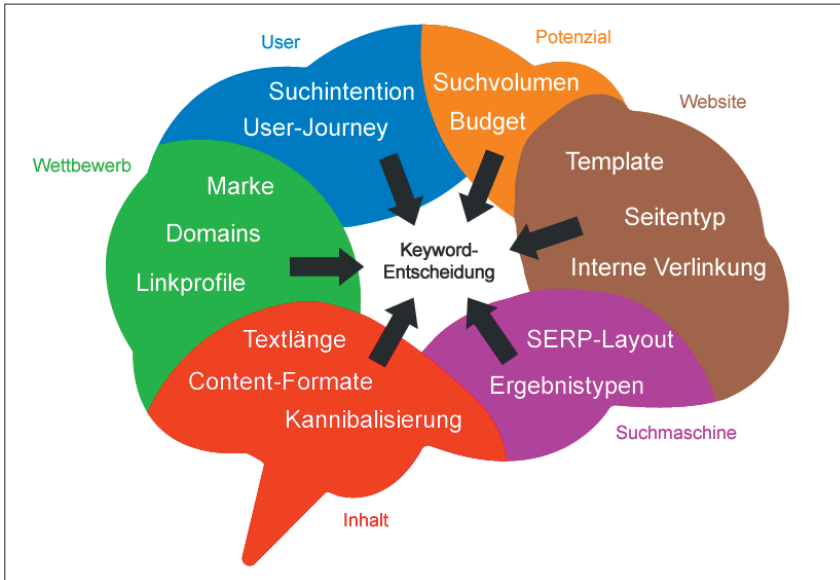 User
Suchintention
User-Journey
Potenzial
Suchvolumen
Budget
Website
Template
Seitentyp
Interne Verlinkung
Wettbewerb
Marke
Domains
Linkprofile
Keyword-
Entscheidung
Textlänge
Content-Formate
Kannibalisierung
Inhalt
SERP-Layout
Ergebnistypen
Suchmaschine